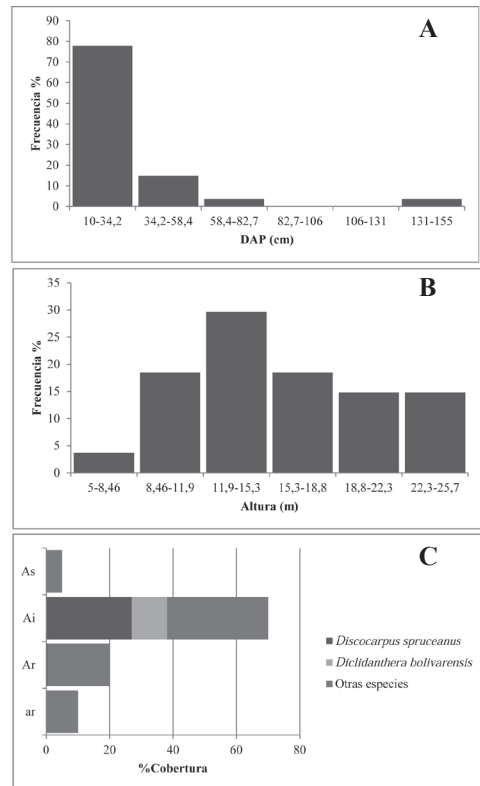 A
90
80
70
60
50
40
30
20
10
0
Frecuencia %
10-34,2 34,2-58,4 58,4-82,7 82,7-106 106-131 131-155
DAP (cm)
B
35
30
25
20
15
10
5
0
Frecuencia %
5-8,46 8,46-11,9 11,9-15,3 15,3-18,8 18,8-22,3 22,3-25,7
Altura (m)
C
As
Ai
Ar
ar
0 20 40 60 80
%Cobertura
Discocarpus spruceanus
Diclidanthera bolivarensis
Otras especies